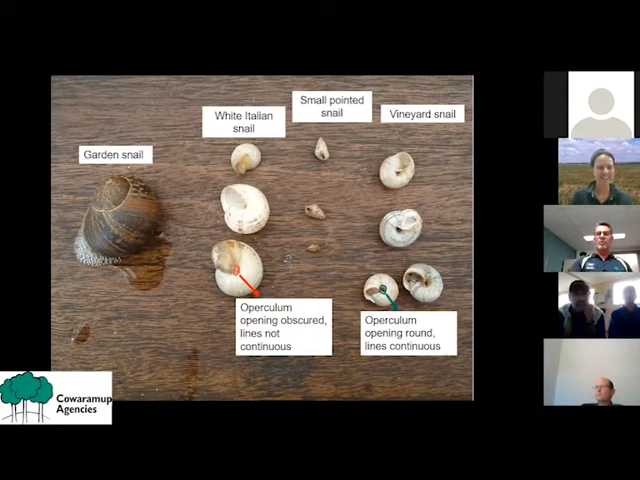 Small pointed
snail
White Italian
snail
Vineyard snail
Garden snail
Operculum
opening obscured,
lines not
continuous
Operculum
opening round,
lines continuous
Cowaramup
Agencies